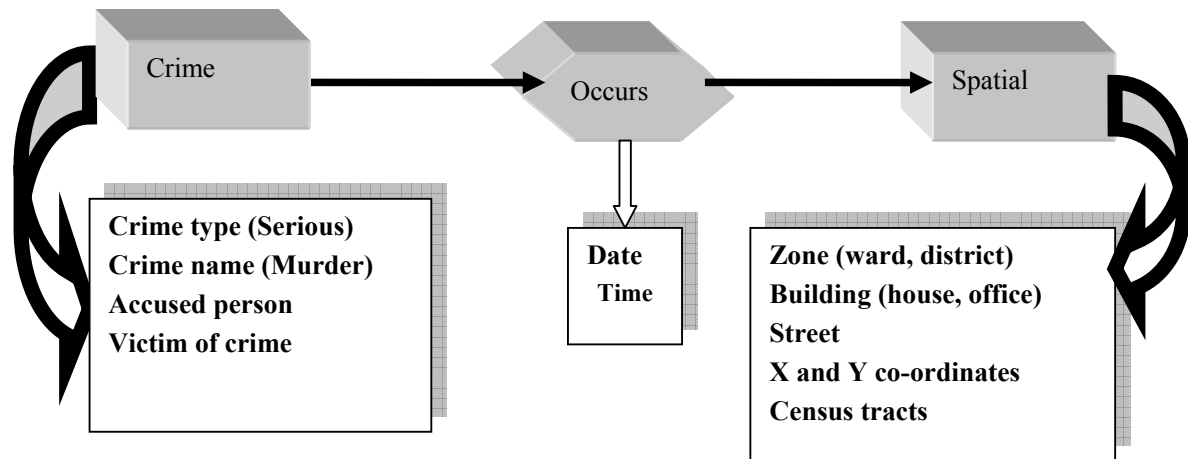 Crime
Occurs
Spatial
Crime type (Serious)
Crime name (Murder)
Accused person
Victim of crime
Date
Time
Zone (ward, district)
Building (house, office)
Street
X and Y co-ordinates
Census tracts